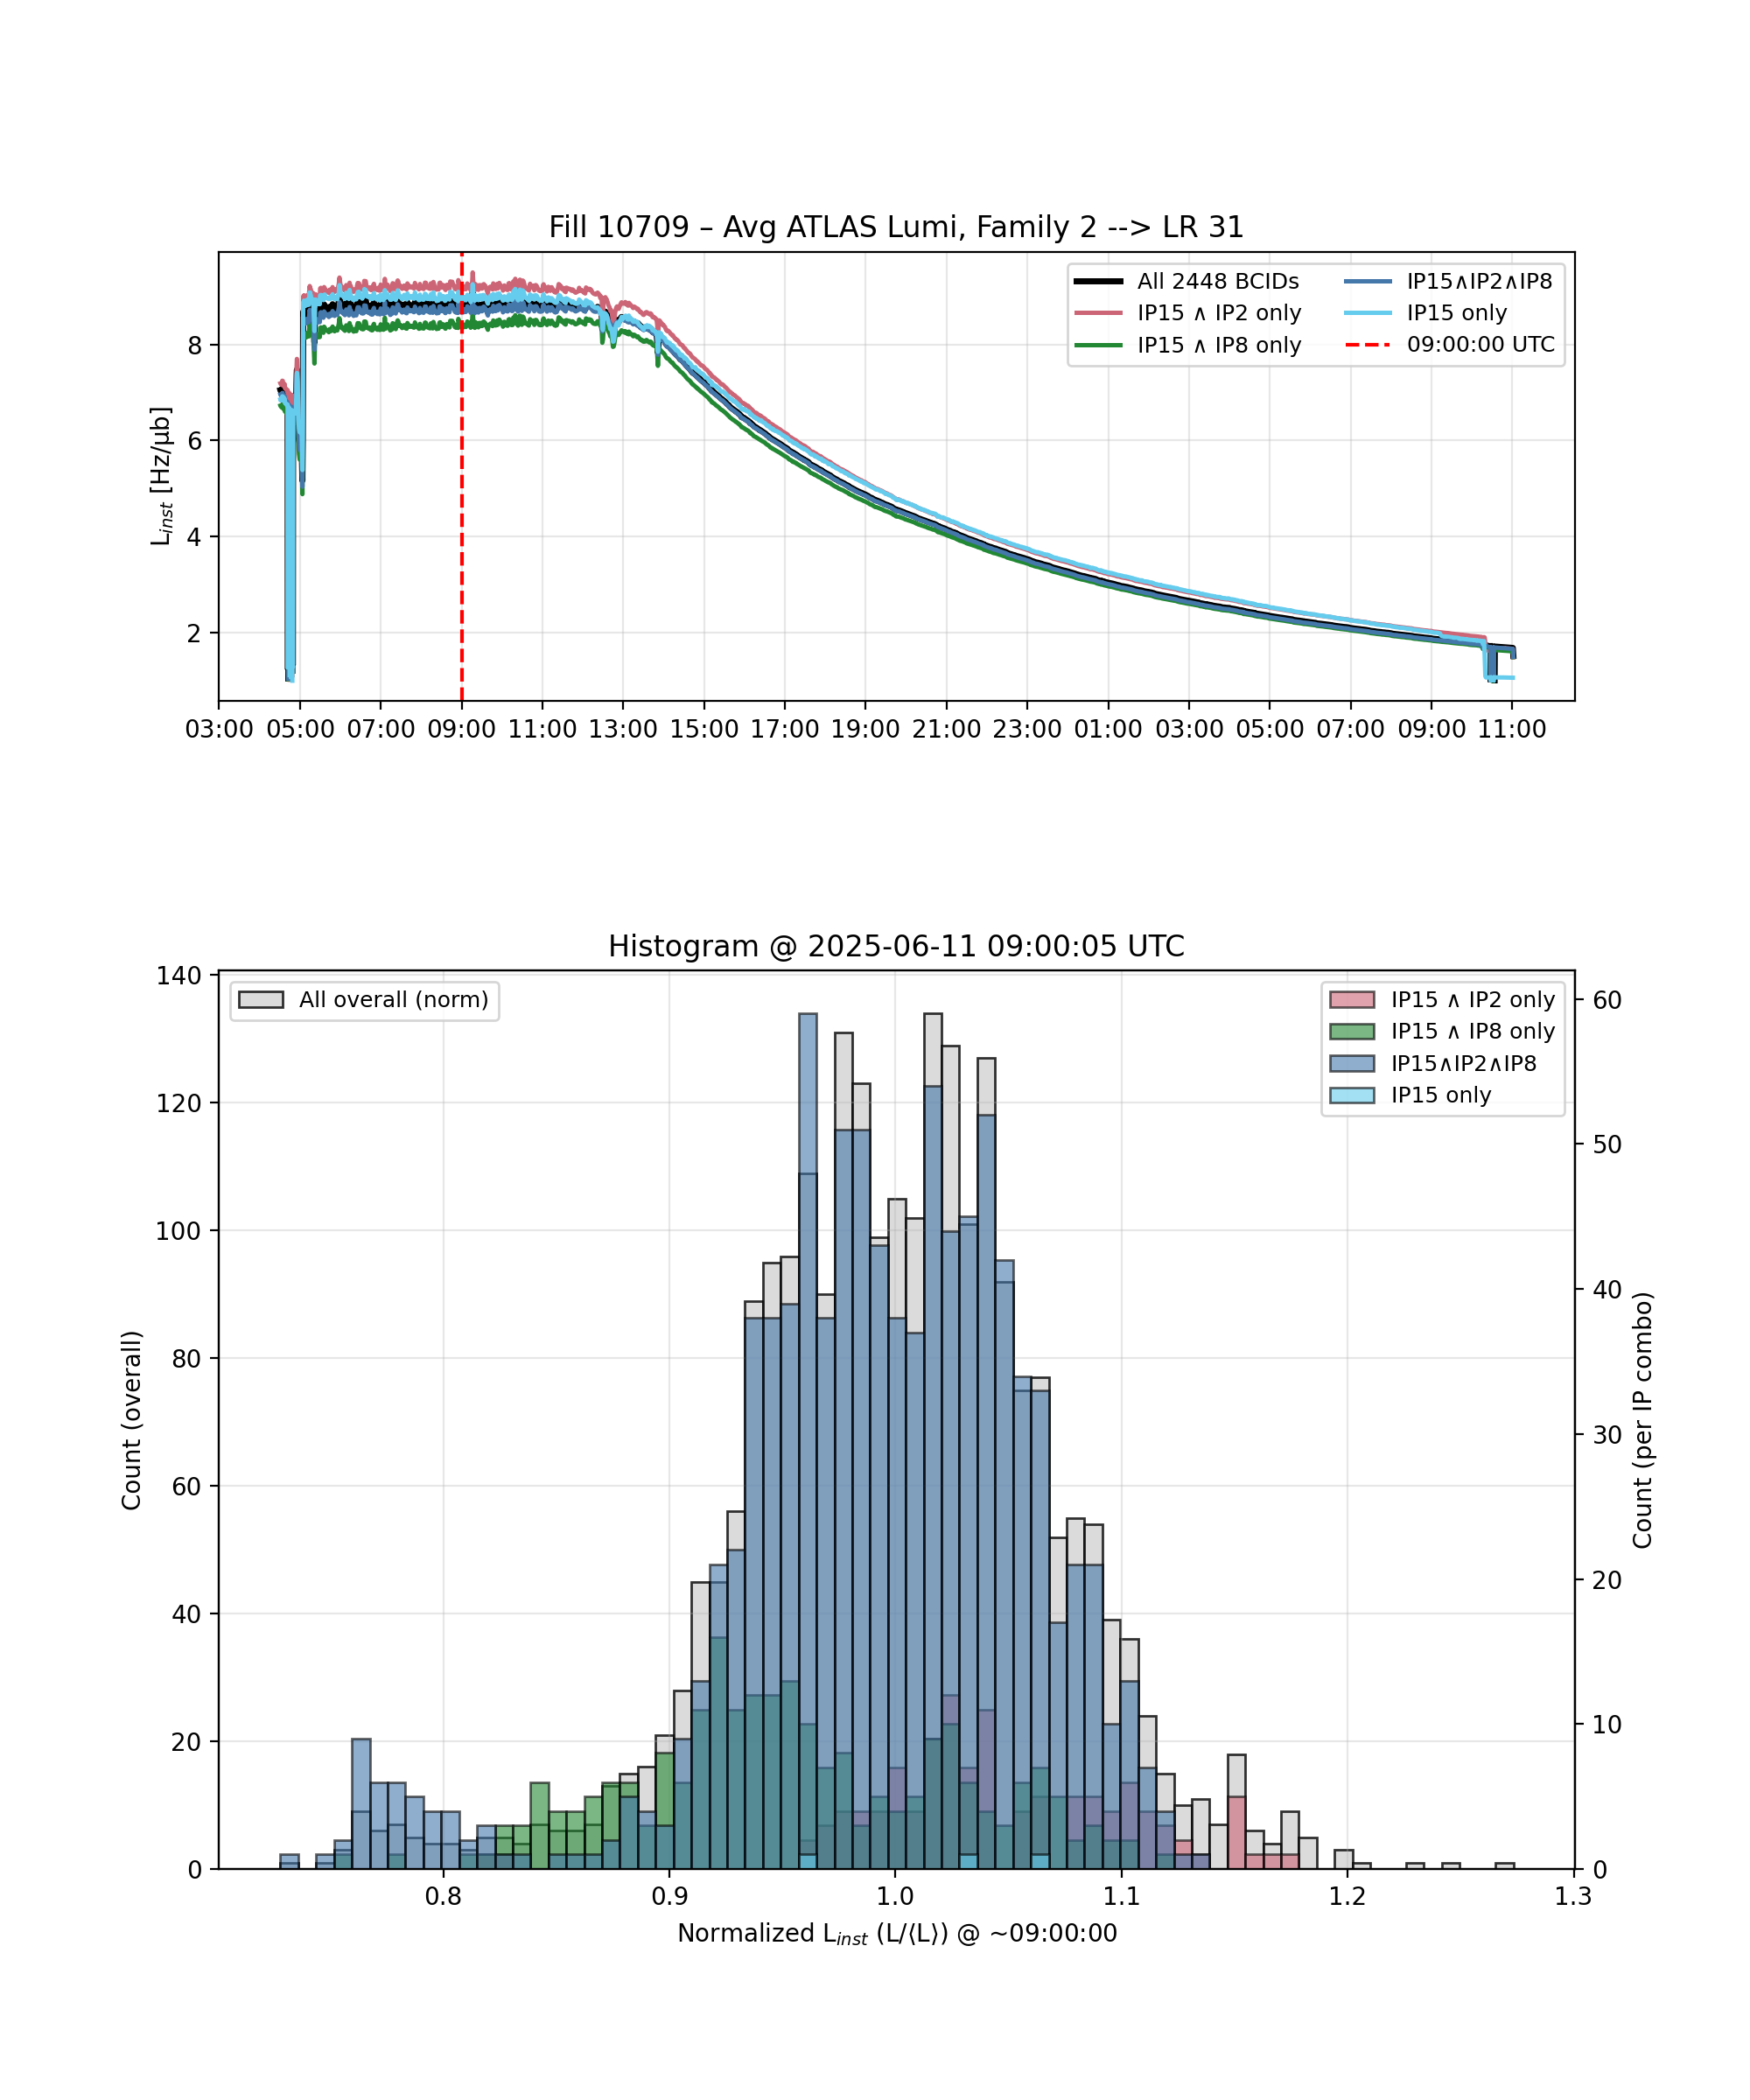 Fill 10709 – Avg ATLAS Lumi, Family 2 --> LR 31
All 2448 BCIDs
IP15 ∧ IP2 only
IP15 ∧ IP8 only
IP15∧IP2∧IP8
IP15 only
09:00:00 UTC
L_inst [Hz/μb]
8
6
4
2
03:00 05:00 07:00 09:00 11:00 13:00 15:00 17:00 19:00 21:00 23:00 01:00 03:00 05:00 07:00 09:00 11:00
Histogram @ 2025-06-11 09:00:05 UTC
All overall (norm)
IP15 ∧ IP2 only
IP15 ∧ IP8 only
IP15∧IP2∧IP8
IP15 only
Count (overall)
140
120
100
80
60
40
20
0
60
50
40
30
20
10
0
Count (per IP combo)
0.8 0.9 1.0 1.1 1.2 1.3
Normalized L_inst (L/⟨L⟩) @ ~09:00:00